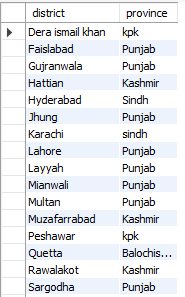 district province
Dera ismail khan kpk
Faislabad Punjab
Gujranwala Punjab
Hattian Kashmir
Hyderabad Sindh
Jhung Punjab
Karachi sindh
Lahore Punjab
Layyah Punjab
Mianwali Punjab
Multan Punjab
Muzafarrabad Kashmir
Peshawar kpk
Quetta Balochis...
Rawalakot Kashmir
Sargodha Punjab